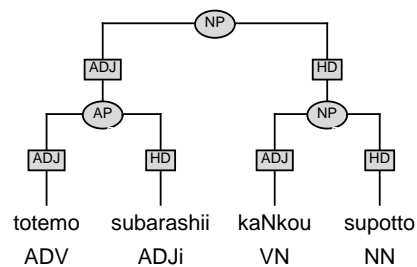 NP
ADJ HD
AP NP
ADJ HD ADJ HD
totemo subarashii kaNkou supotto
ADV ADJi VN NN